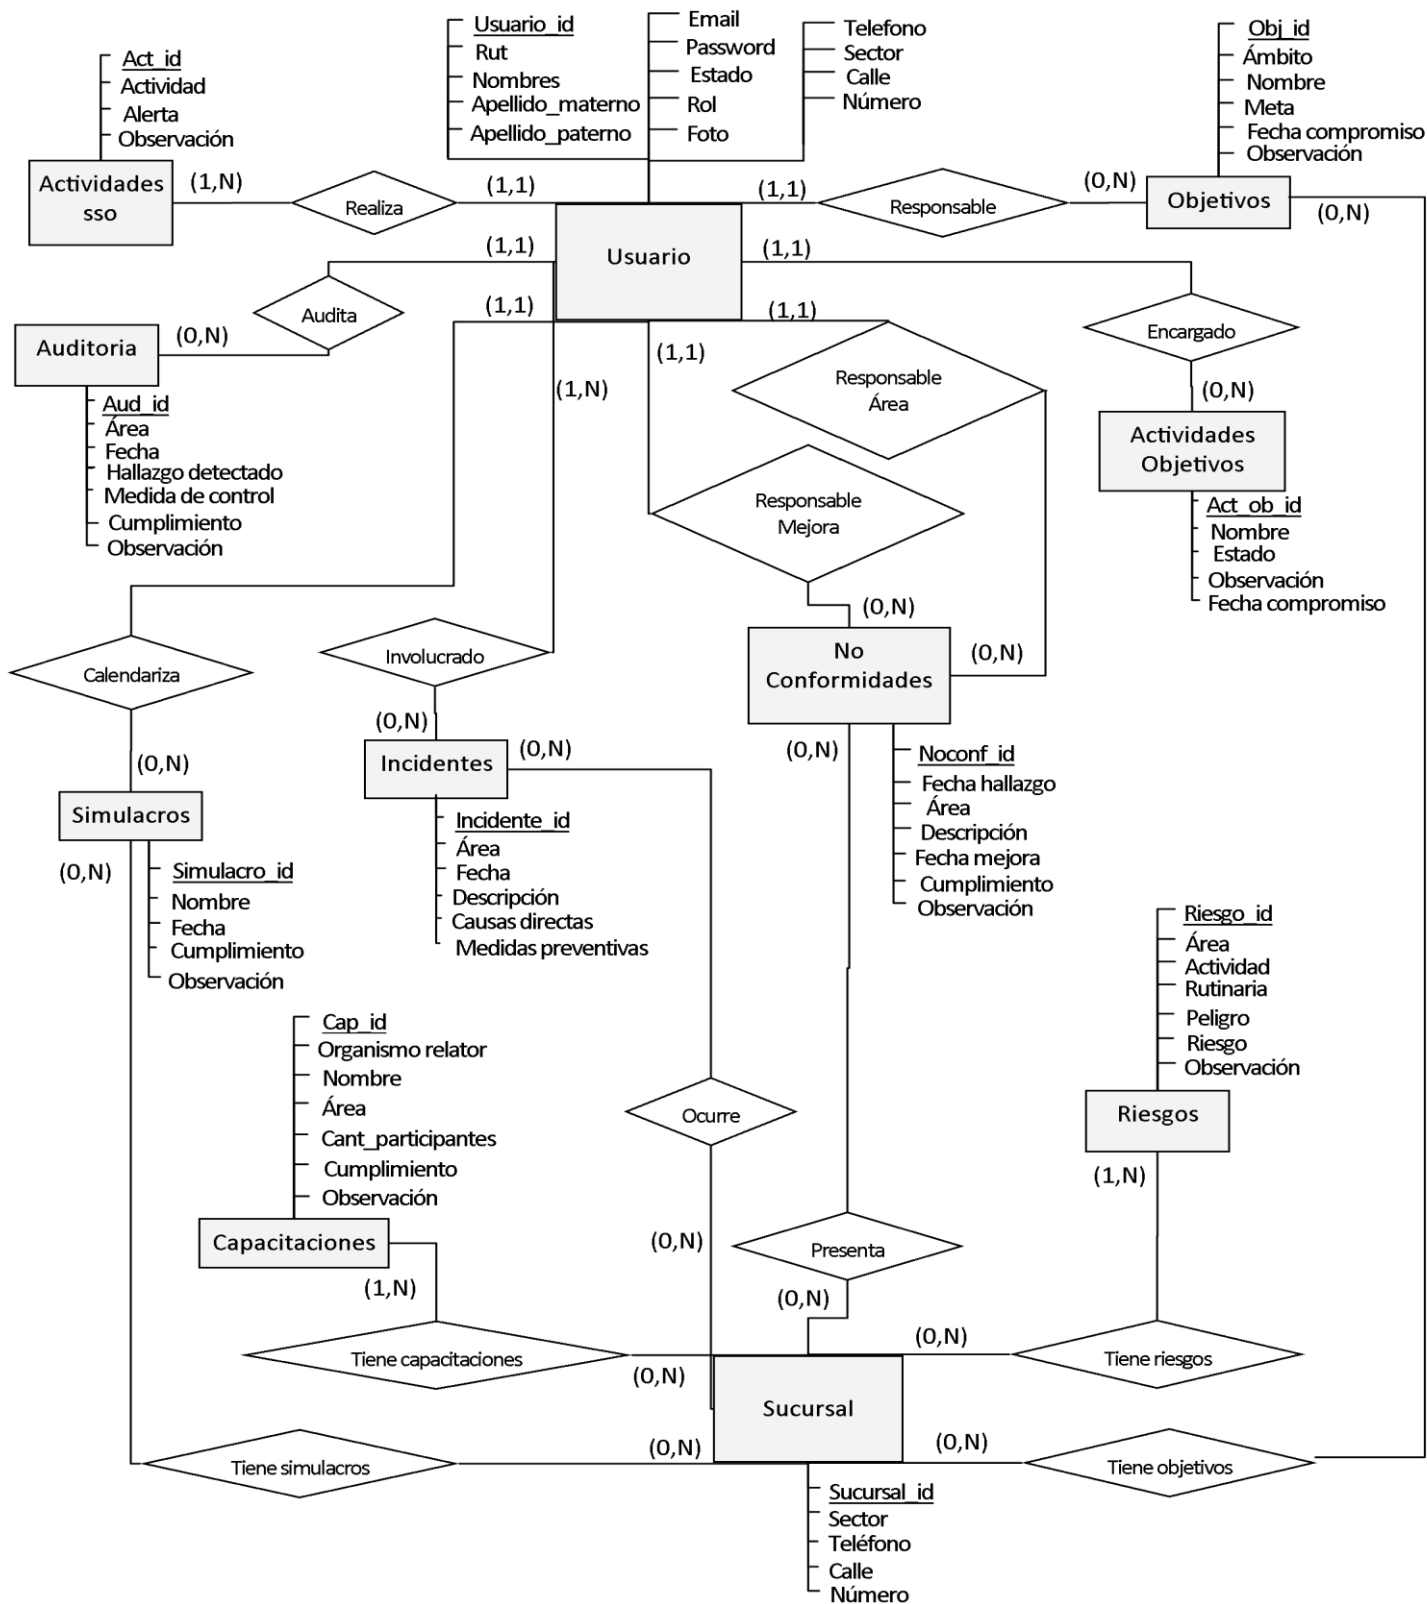 Act_id
Actividad
Alerta
Observación
Actividades
sso
(1,N)
Realiza
(1,1)
Usuario_id
Rut
Nombres
Apellido_materno
Apellido_paterno
Email
Password
Estado
Rol
Foto
Telefono
Sector
Calle
Número
Usuario
(1,1)
Responsable
(0,N)
Obj_id
Ámbito
Nombre
Meta
Fecha compromiso
Observación
Objetivos
(0,N)
(1,1)
Audita
(0,N)
Auditoria
Aud_id
Área
Fecha
Hallazgo detectado
Medida de control
Cumplimiento
Observación
(1,1)
(1,N)
(1,1)
(1,1)
(1,1)
Encargado
(0,N)
Actividades
Objetivos
Act_ob_id
Nombre
Estado
Observación
Fecha compromiso
Responsable
Área
Responsable
Mejora
(0,N)
(0,N)
No
Conformidades
(0,N)
Noconf_id
Fecha hallazgo
Área
Descripción
Fecha mejora
Cumplimiento
Observación
Calendariza
(0,N)
Simulacros
(0,N)
Simulacro_id
Nombre
Fecha
Cumplimiento
Observación
Involucrado
(0,N)
Incidentes
(0,N)
Incidente_id
Área
Fecha
Descripción
Causas directas
Medidas preventivas
Cap_id
Organismo relator
Nombre
Área
Cant_participantes
Cumplimiento
Observación
Capacitaciones
(1,N)
Tiene capacitaciones
(0,N)
Ocurre
(0,N)
Presenta
(0,N)
Riesgo_id
Área
Actividad
Rutinaria
Peligro
Riesgo
Observación
Riesgos
(1,N)
Tiene riesgos
(0,N)
Sucursal
(0,N)
Tiene simulacros
(0,N)
Tiene objetivos
Sucursal_id
Sector
Teléfono
Calle
Número